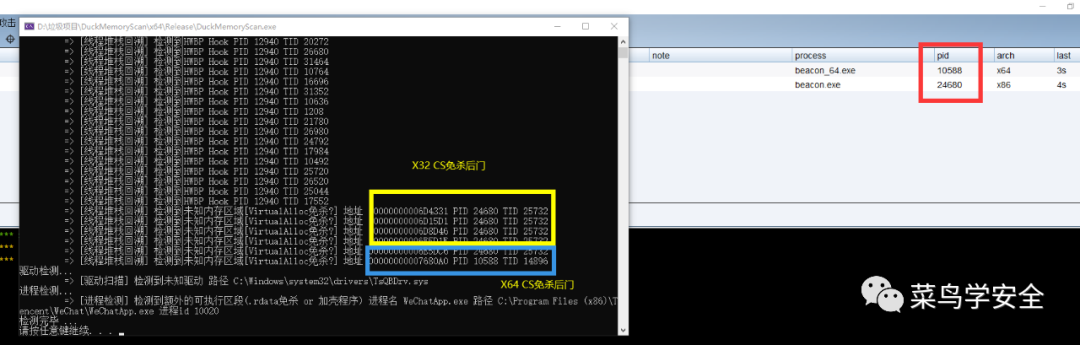 攻击
D:\垃圾项目\DuckMemoryScan\x64\Release\DuckMemoryScan.exe
=> [线程堆栈回溯] 检测到HWBP Hook PID 12940 TID 20272
=> [线程堆栈回溯] 检测到HWBP Hook PID 12940 TID 26680
=> [线程堆栈回溯] 检测到HWBP Hook PID 12940 TID 31464
=> [线程堆栈回溯] 检测到HWBP Hook PID 12940 TID 10764
=> [线程堆栈回溯] 检测到HWBP Hook PID 12940 TID 16696
=> [线程堆栈回溯] 检测到HWBP Hook PID 12940 TID 31352
=> [线程堆栈回溯] 检测到HWBP Hook PID 12940 TID 10636
=> [线程堆栈回溯] 检测到HWBP Hook PID 12940 TID 1208
=> [线程堆栈回溯] 检测到HWBP Hook PID 12940 TID 21780
=> [线程堆栈回溯] 检测到HWBP Hook PID 12940 TID 26980
=> [线程堆栈回溯] 检测到HWBP Hook PID 12940 TID 24792
=> [线程堆栈回溯] 检测到HWBP Hook PID 12940 TID 17984
=> [线程堆栈回溯] 检测到HWBP Hook PID 12940 TID 10492
=> [线程堆栈回溯] 检测到HWBP Hook PID 12940 TID 25720
=> [线程堆栈回溯] 检测到HWBP Hook PID 12940 TID 26520
=> [线程堆栈回溯] 检测到HWBP Hook PID 12940 TID 25044
=> [线程堆栈回溯] 检测到HWBP Hook PID 12940 TID 17552
=> [线程堆栈回溯] 检测到未知内存区域[VirtualAlloc免杀?] 地址 00000000006D4331 PID 24680 TID 25732
=> [线程堆栈回溯] 检测到未知内存区域[VirtualAlloc免杀?] 地址 00000000006D15D1 PID 24680 TID 25732
=> [线程堆栈回溯] 检测到未知内存区域[VirtualAlloc免杀?] 地址 00000000006D8D46 PID 24680 TID 25732
=> [线程堆栈回溯] 检测到未知内存区域[VirtualAlloc免杀?] 地址 PID 24680 TID 25732
=> [线程堆栈回溯] 检测到未知内存区域[VirtualAlloc免杀?] 地址 PID 24680 TID 25732
=> [线程堆栈回溯] 检测到未知内存区域[VirtualAlloc免杀?] 地址 00000000007680A0 PID 10588 TID 14896
驱动检测...
=> [驱动扫描] 检测到未知驱动 路径 C:\Windows\system32\drivers\TsQBDrv.sys
进程检测...
=> [进程检测] 检测到额外的可执行区段(.rdata免杀 or 加壳程序) 进程名 WeChatApp.exe 路径 C:\Program Files (x86)\T
encent\WeChat\WeChatApp.exe 进程id 10020
检测完毕 ...
请按任意键继续. . .
X32 CS免杀后门
X64 CS免杀后门
note process pid arch last
beacon_64.exe 10588 x64 3s
beacon.exe 24680 x86 4s
***
***
***
菜鸟学安全